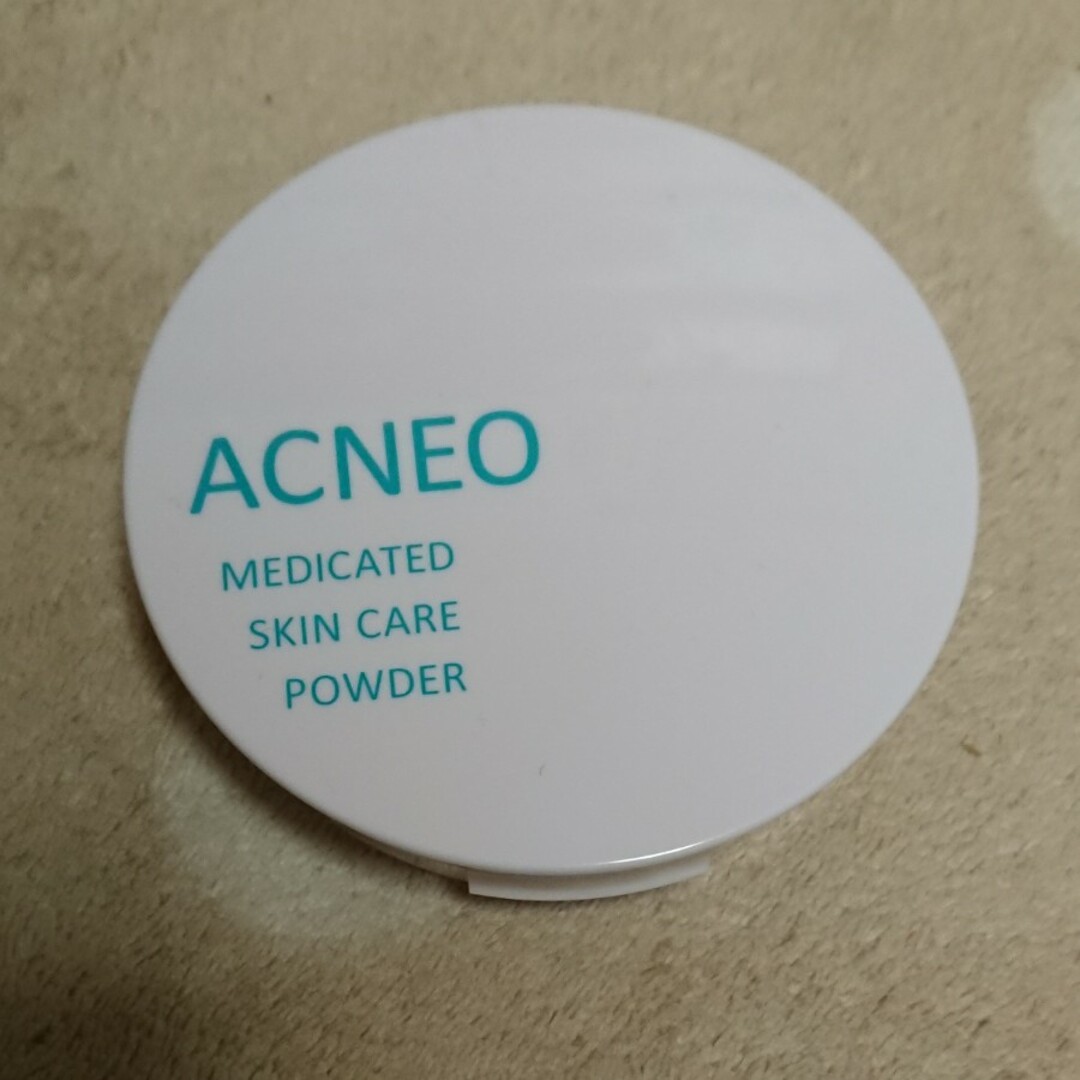 ACNEO
MEDICATED
SKIN CARE
POWDER